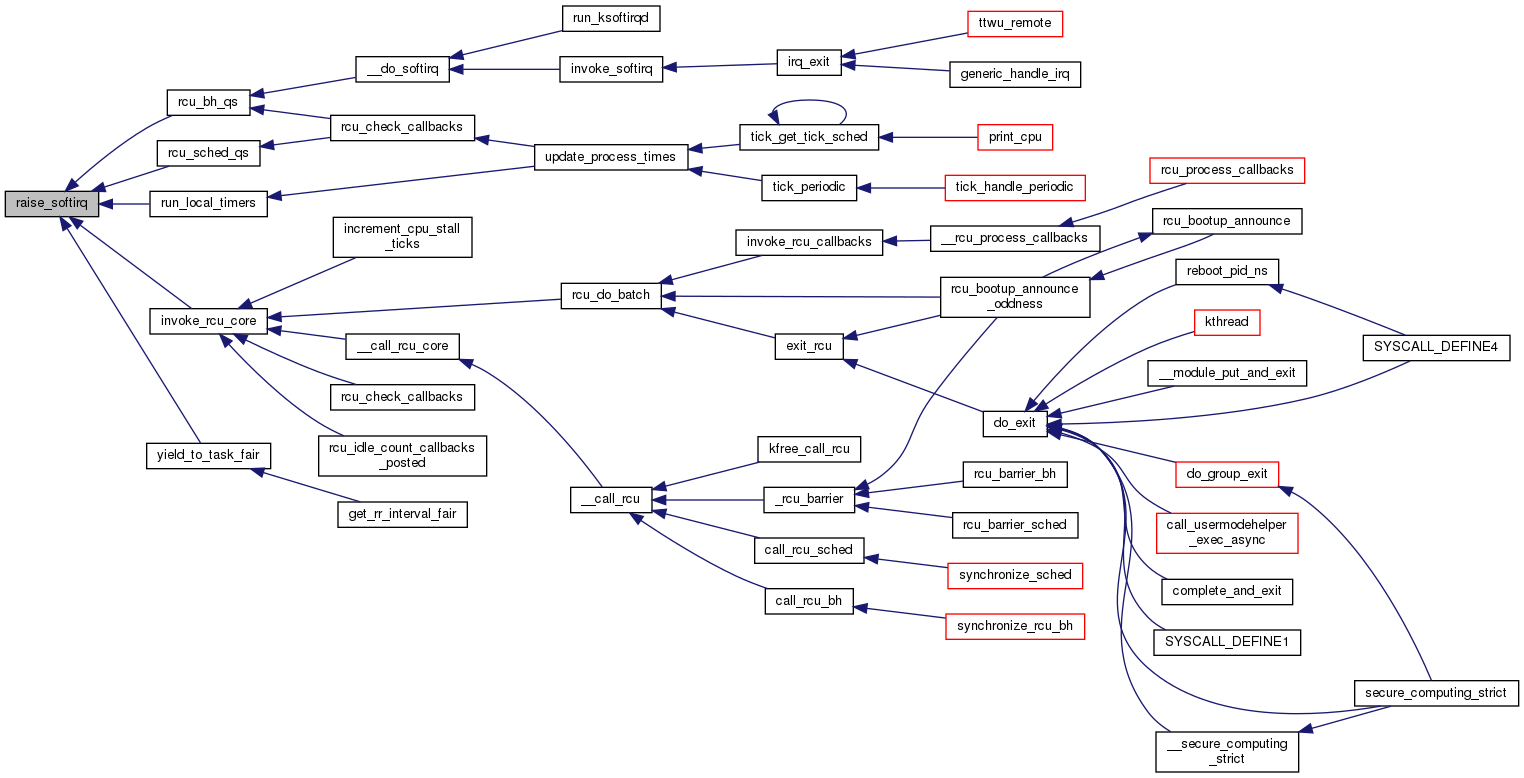 run_ksoftirqd
ttwu_remote
__do_softirq
invoke_softirq
irq_exit
generic_handle_irq
rcu_bh_qs
rcu_check_callbacks
tick_get_tick_sched
print_cpu
rcu_sched_qs
update_process_times
rcu_process_callbacks
raise_softirq
run_local_timers
tick_periodic
tick_handle_periodic
increment_cpu_stall
_ticks
invoke_rcu_callbacks
__rcu_process_callbacks
rcu_bootup_announce
reboot_pid_ns
rcu_do_batch
rcu_bootup_announce
_oddness
invoke_rcu_core
kthread
__call_rcu_core
exit_rcu
SYSCALL_DEFINE4
__module_put_and_exit
rcu_check_callbacks
do_exit
yield_to_task_fair
rcu_idle_count_callbacks
_posted
kfree_call_rcu
rcu_barrier_bh
do_group_exit
get_rr_interval_fair
__call_rcu
_rcu_barrier
rcu_barrier_sched
call_usermodehelper
_exec_async
call_rcu_sched
synchronize_sched
complete_and_exit
call_rcu_bh
synchronize_rcu_bh
SYSCALL_DEFINE1
secure_computing_strict
__secure_computing
_strict